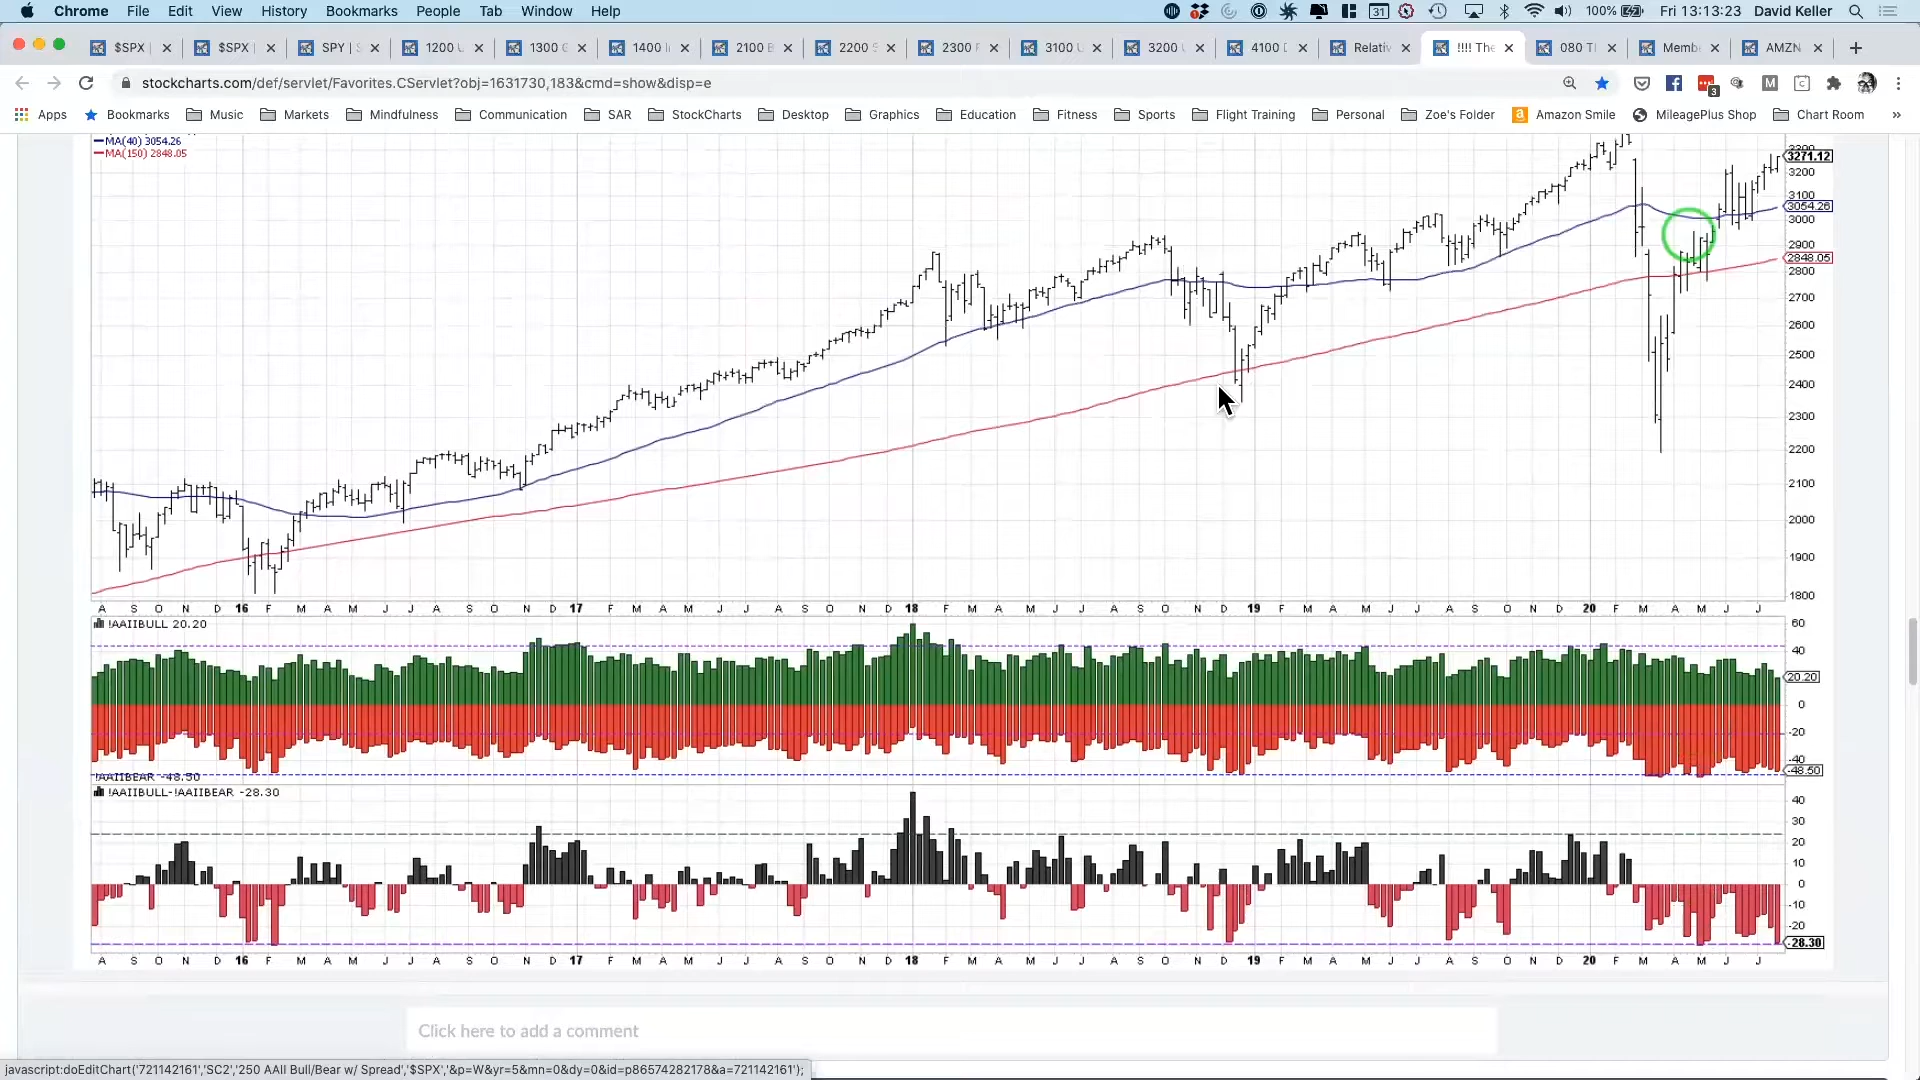 Chrome File Edit View History Bookmarks People Tab Window Help 31 100% Fri 13:13:23 David Keller
$SPX $SPX SPY 1200 1300 1400 2100 2200 2300 3100 3200 4100 Relativ !!!! The 080 Memb AMZN
stockcharts.com/def/servlet/Favorites.CServlet?obj=1631730,183&cmd=show&disp=e
Apps Bookmarks Music Markets Mindfulness Communication SAR StockCharts Desktop Graphics Education Fitness Sports Flight Training Personal Zoe's Folder Amazon Smile MileagePlus Shop Chart Room »
MA(40) 3054.26
MA(150) 2848.05
3300
3271.12
3200
3100
3054.26
3000
2900
2848.05
2800
2700
2600
2500
2400
2300
2200
2100
2000
1900
1800
A S O N D 16 F M A M J J A S O N D 17 F M A M J J A S O N D 18 F M A M J J A S O N D 19 F M A M J J A S O N D 20 F M A M J J
!AAIIBULL 20.20
60
40
20.20
0
-20
-40
-48.50
!AAIIBEAR -48.50
!AAIIBULL-!AAIIBEAR -28.30
40
30
20
10
0
-10
-20
-28.30
A S O N D 16 F M A M J J A S O N D 17 F M A M J J A S O N D 18 F M A M J J A S O N D 19 F M A M J J A S O N D 20 F M A M J J
Click here to add a comment
javascript:doEditChart('721142161','SC2','250 AAII Bull/Bear w/ Spread','$SPX','&p=W&yr=5&mn=0&dy=0&id=p86574282178&a=721142161');